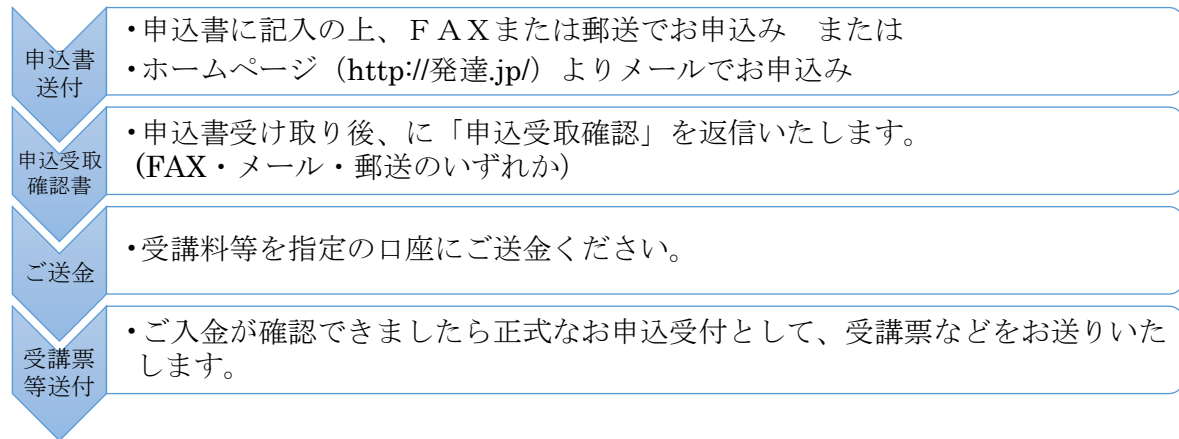 申込書
送付
・申込書に記入の上、ＦＡＸまたは郵送でお申込み　または
・ホームページ（http://発達.jp/）よりメールでお申込み
申込受取
確認書
・申込書受け取り後、に「申込受取確認」を返信いたします。
(FAX・メール・郵送のいずれか)
ご送金
・受講料等を指定の口座にご送金ください。
受講票
等送付
・ご入金が確認できましたら正式なお申込受付として、受講票などをお送りいた
します。